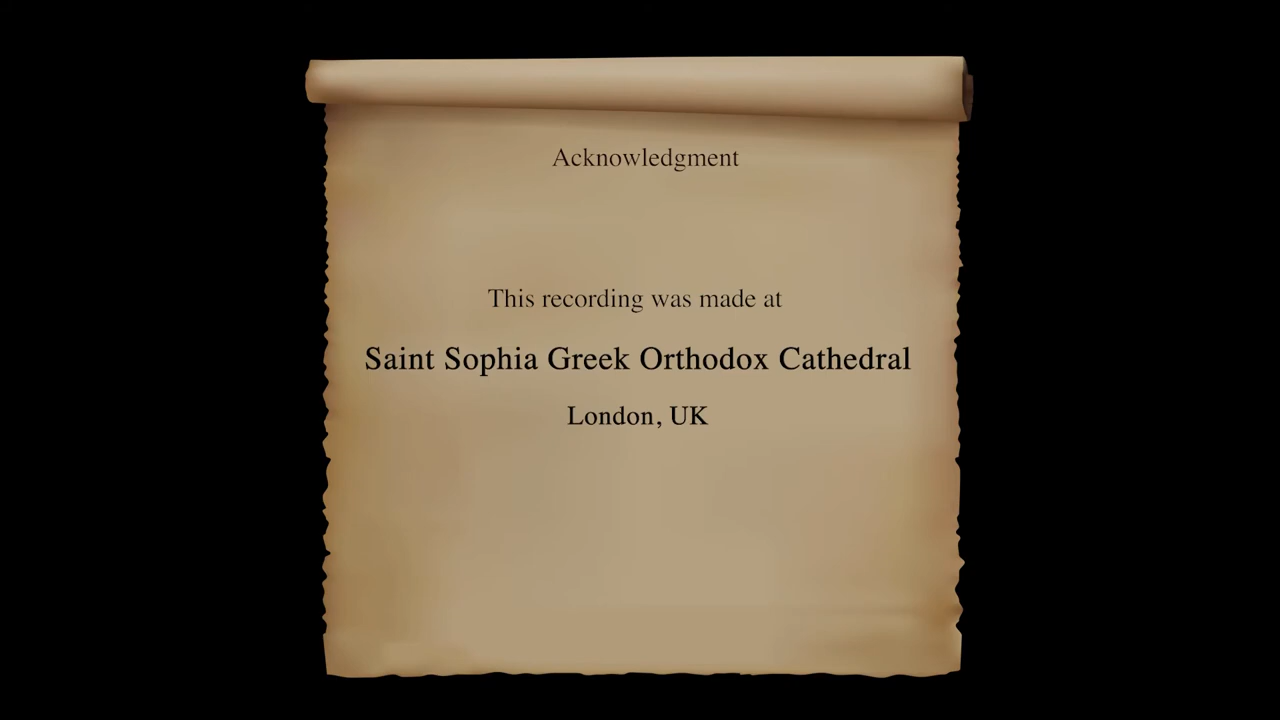 Acknowledgment
This recording was made at
Saint Sophia Greek Orthodox Cathedral
London, UK